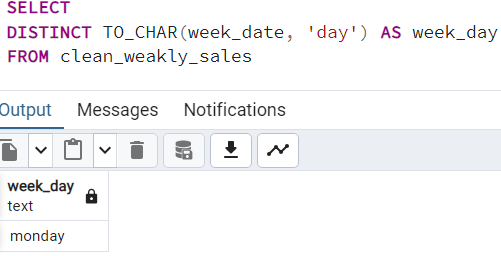 SELECT
DISTINCT TO_CHAR(week_date, 'day') AS week_day
FROM clean_weakly_sales
Output Messages Notifications
week_day
text
monday